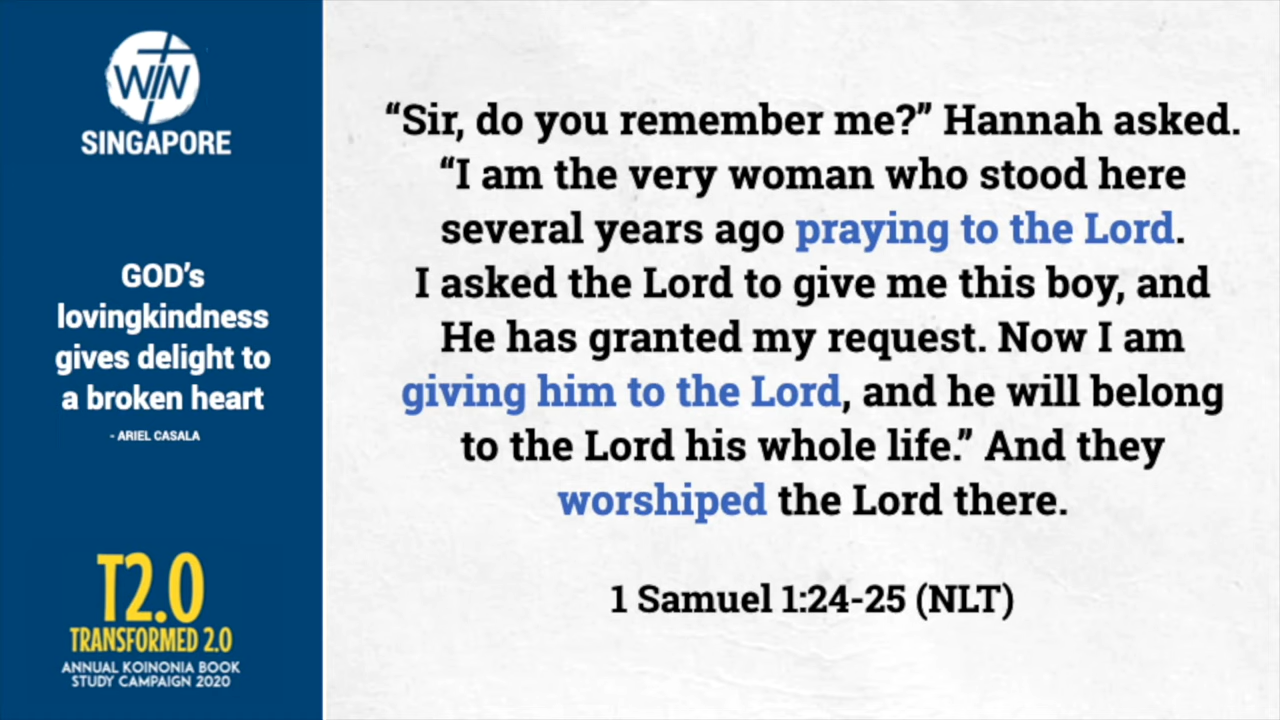 WIN
SINGAPORE
GOD's
lovingkindness
gives delight to
a broken heart
- ARIEL CASALA
T2.0
TRANSFORMED 2.0
ANNUAL KOINONIA BOOK
STUDY CAMPAIGN 2020
“Sir, do you remember me?” Hannah asked.
“I am the very woman who stood here
several years ago praying to the Lord.
I asked the Lord to give me this boy, and
He has granted my request. Now I am
giving him to the Lord, and he will belong
to the Lord his whole life.” And they
worshiped the Lord there.
1 Samuel 1:24-25 (NLT)